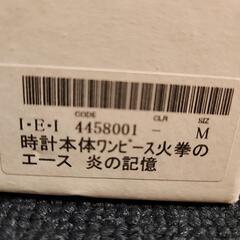 CODE CLR SIZ
I・E・I 4458001 - M
時計本体ﾜﾝﾋﾟｰｽ火拳の
エース 炎の記憶